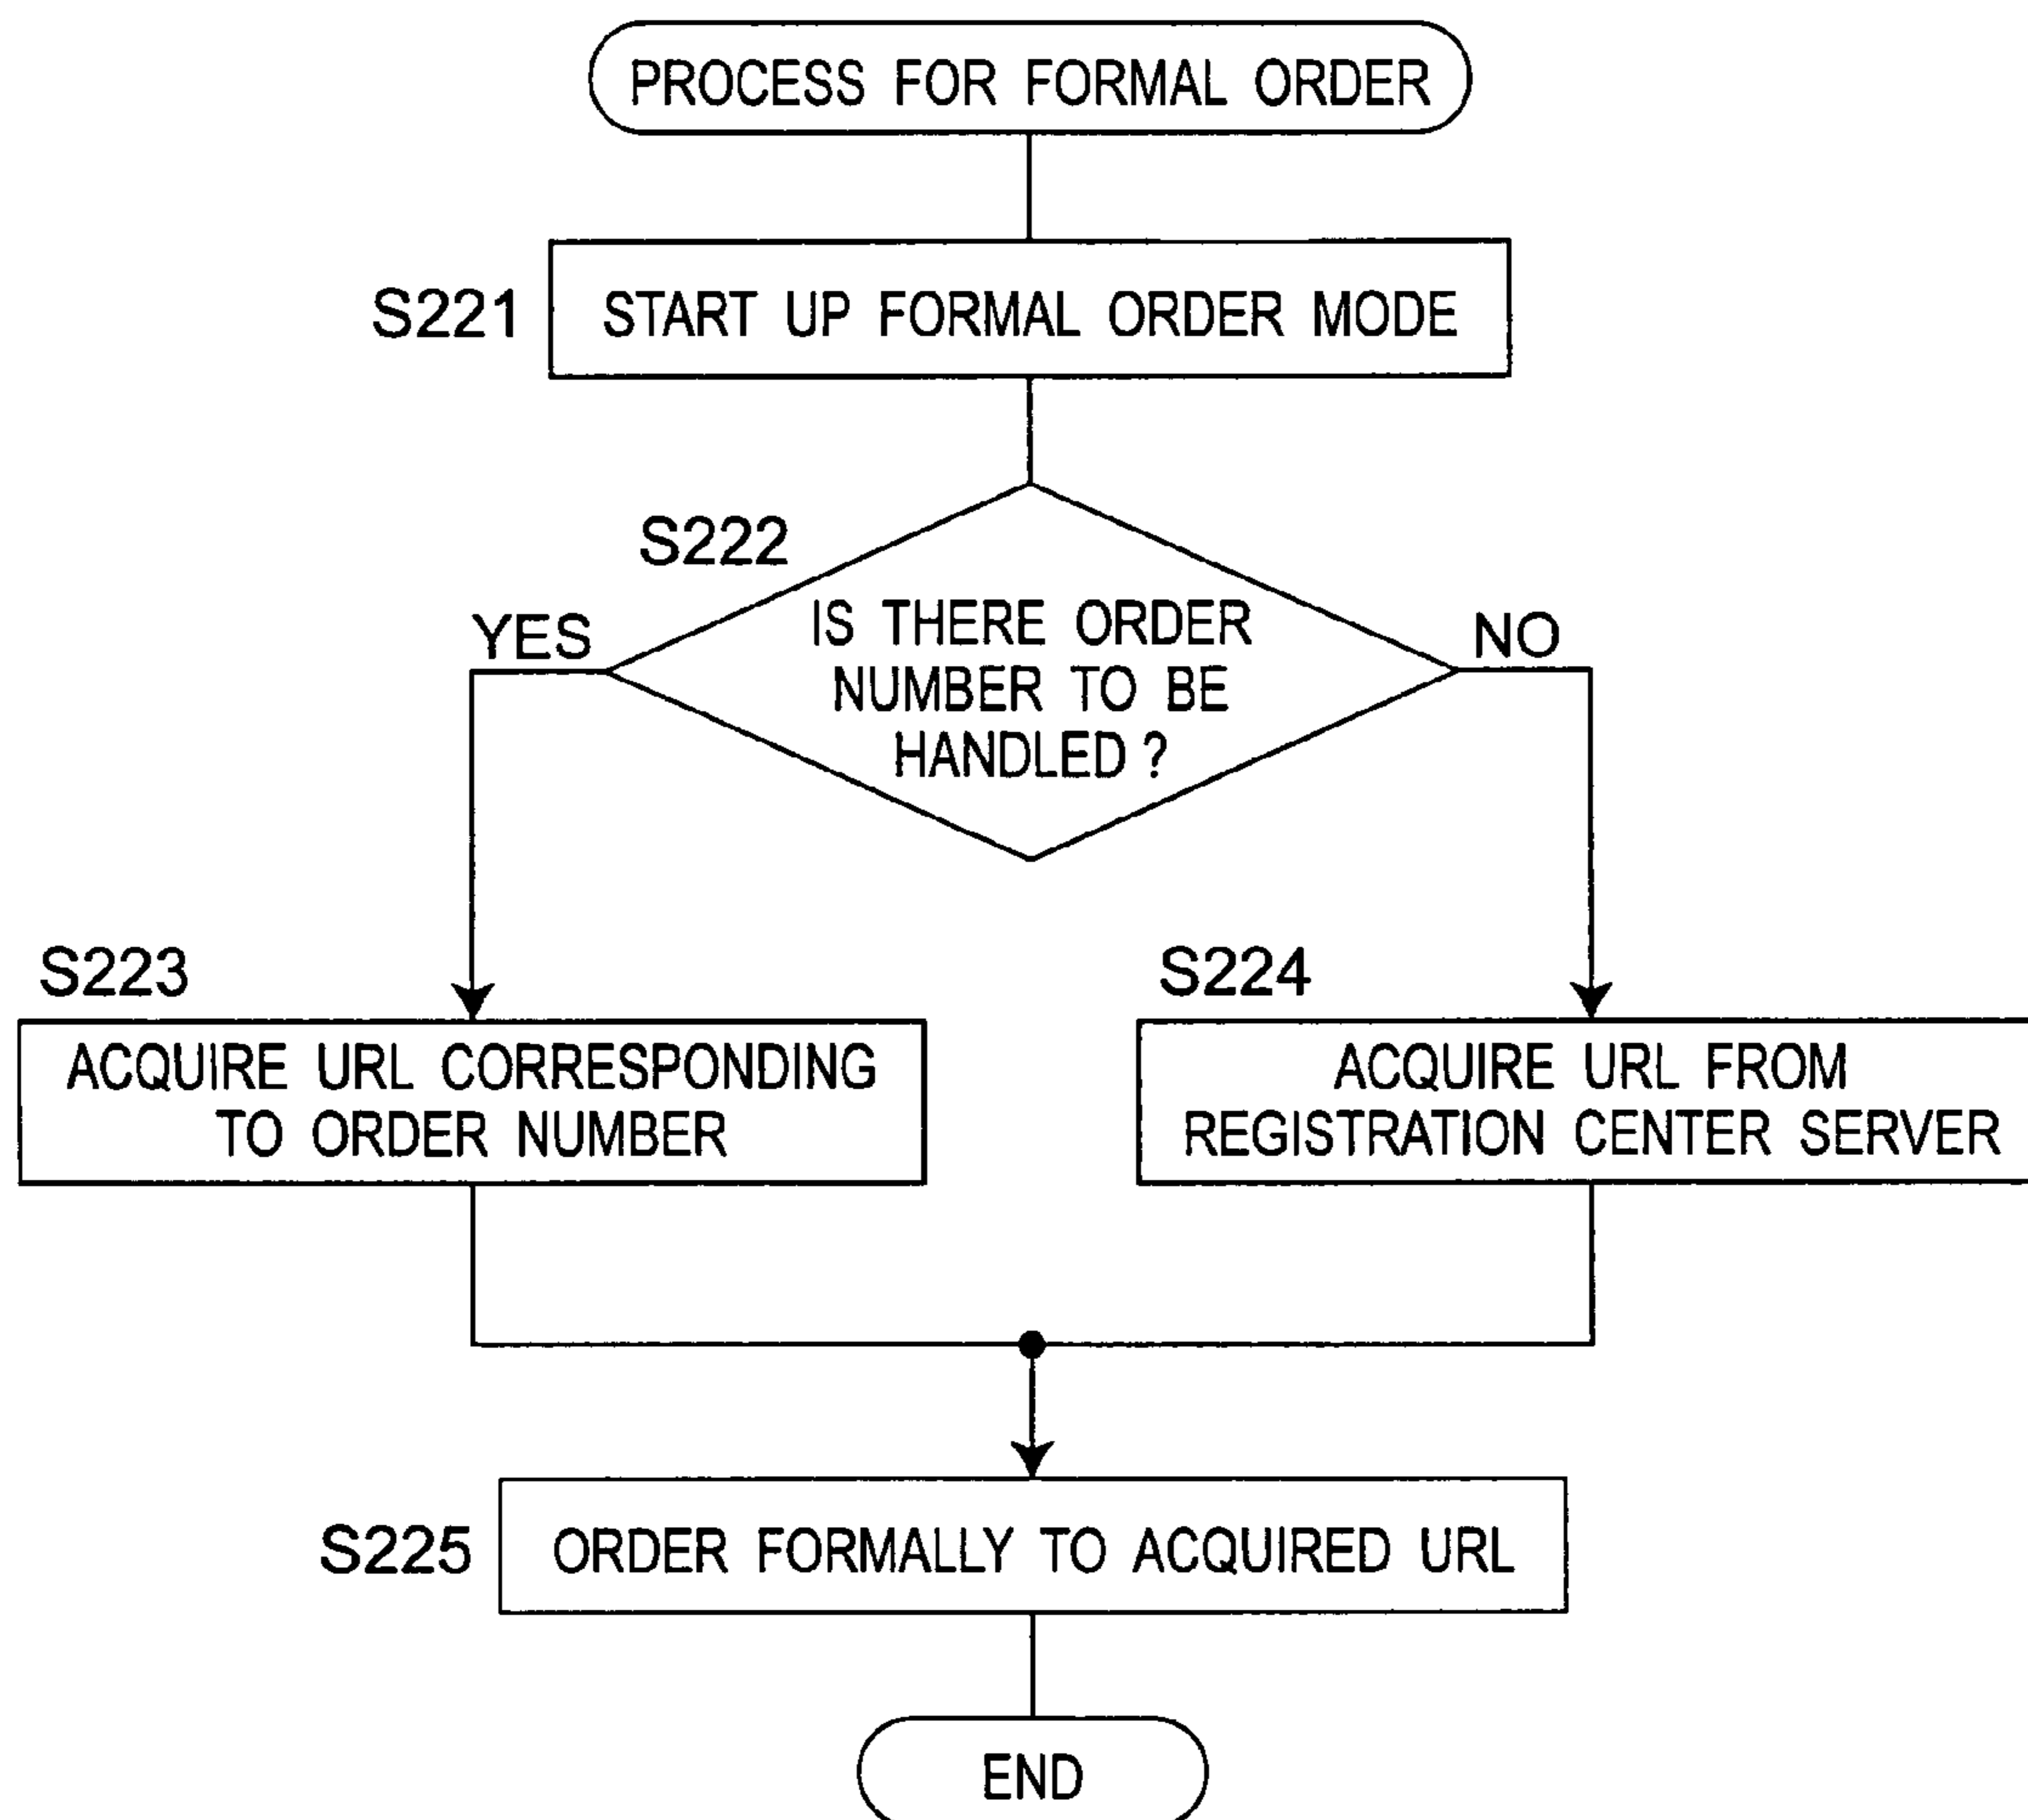 PROCESS FOR FORMAL ORDER
S221
START UP FORMAL ORDER MODE
S222
YES
IS THERE ORDER
NUMBER TO BE
HANDLED ?
NO
S223
ACQUIRE URL CORRESPONDING
TO ORDER NUMBER
S224
ACQUIRE URL FROM
REGISTRATION CENTER SERVER
S225
ORDER FORMALLY TO ACQUIRED URL
END